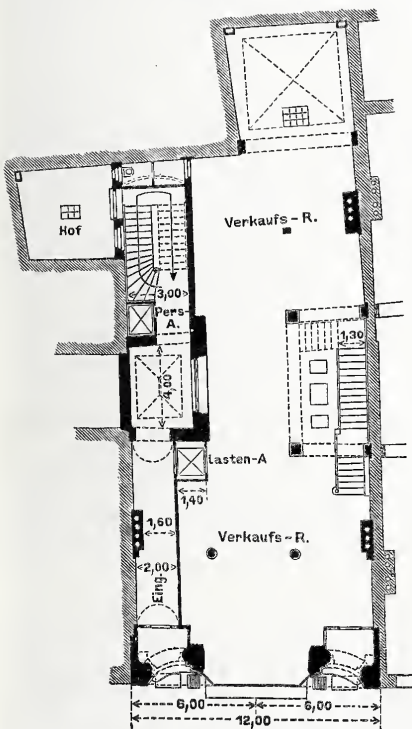 Hof
Verkaufs-R.
3,00
Pers-
A.
1,30
4,00
Lasten-A
1,40
1,60
Verkaufs-R.
2,00
Eing.
6,00 6,00
12,00